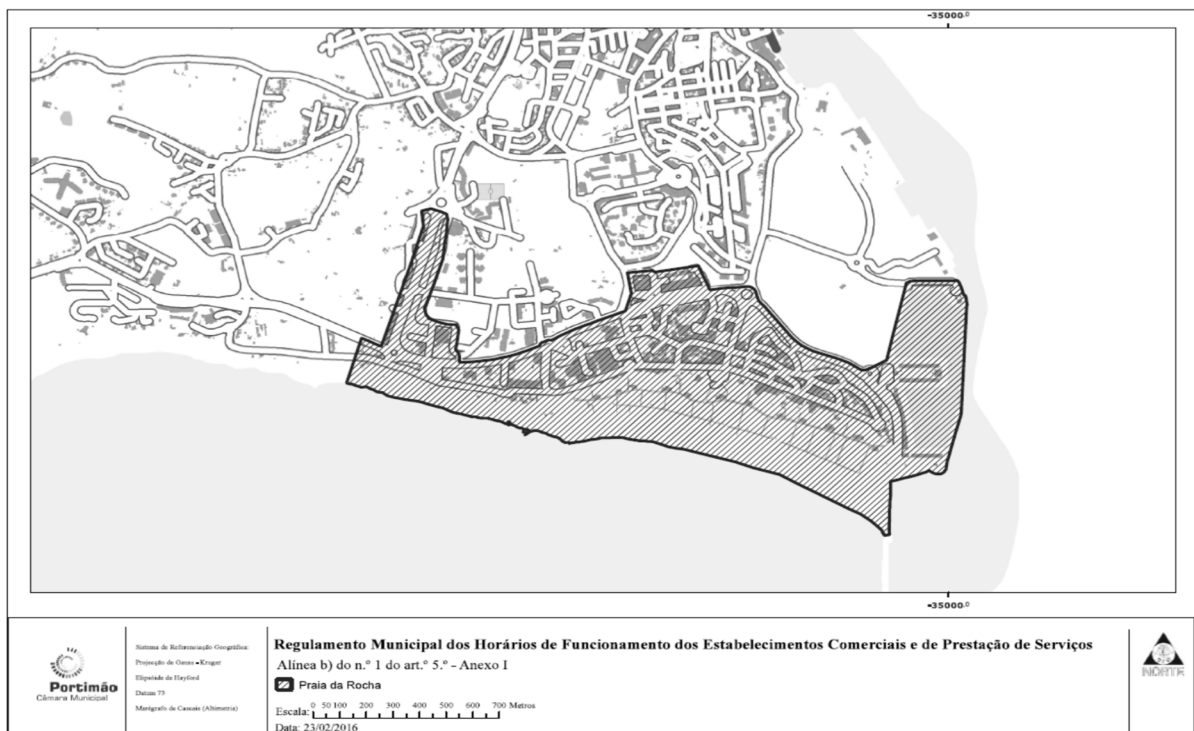 -35000,0
-35000,0
Portimão
Câmara Municipal
Sistema de Referenciação Geográfica:
Projecção de Gauss - Kruger
Elipsóide de Hayford
Datum 73
Marégrafo de Cascais (Altimetria)
Regulamento Municipal dos Horários de Funcionamento dos Estabelecimentos Comerciais e de Prestação de Serviços
Alínea b) do n.º 1 do art.º 5.º - Anexo I
Praia da Rocha
Escala: 0 50 100 200 300 400 500 600 700 Metros
Data: 23/02/2016
NORTE